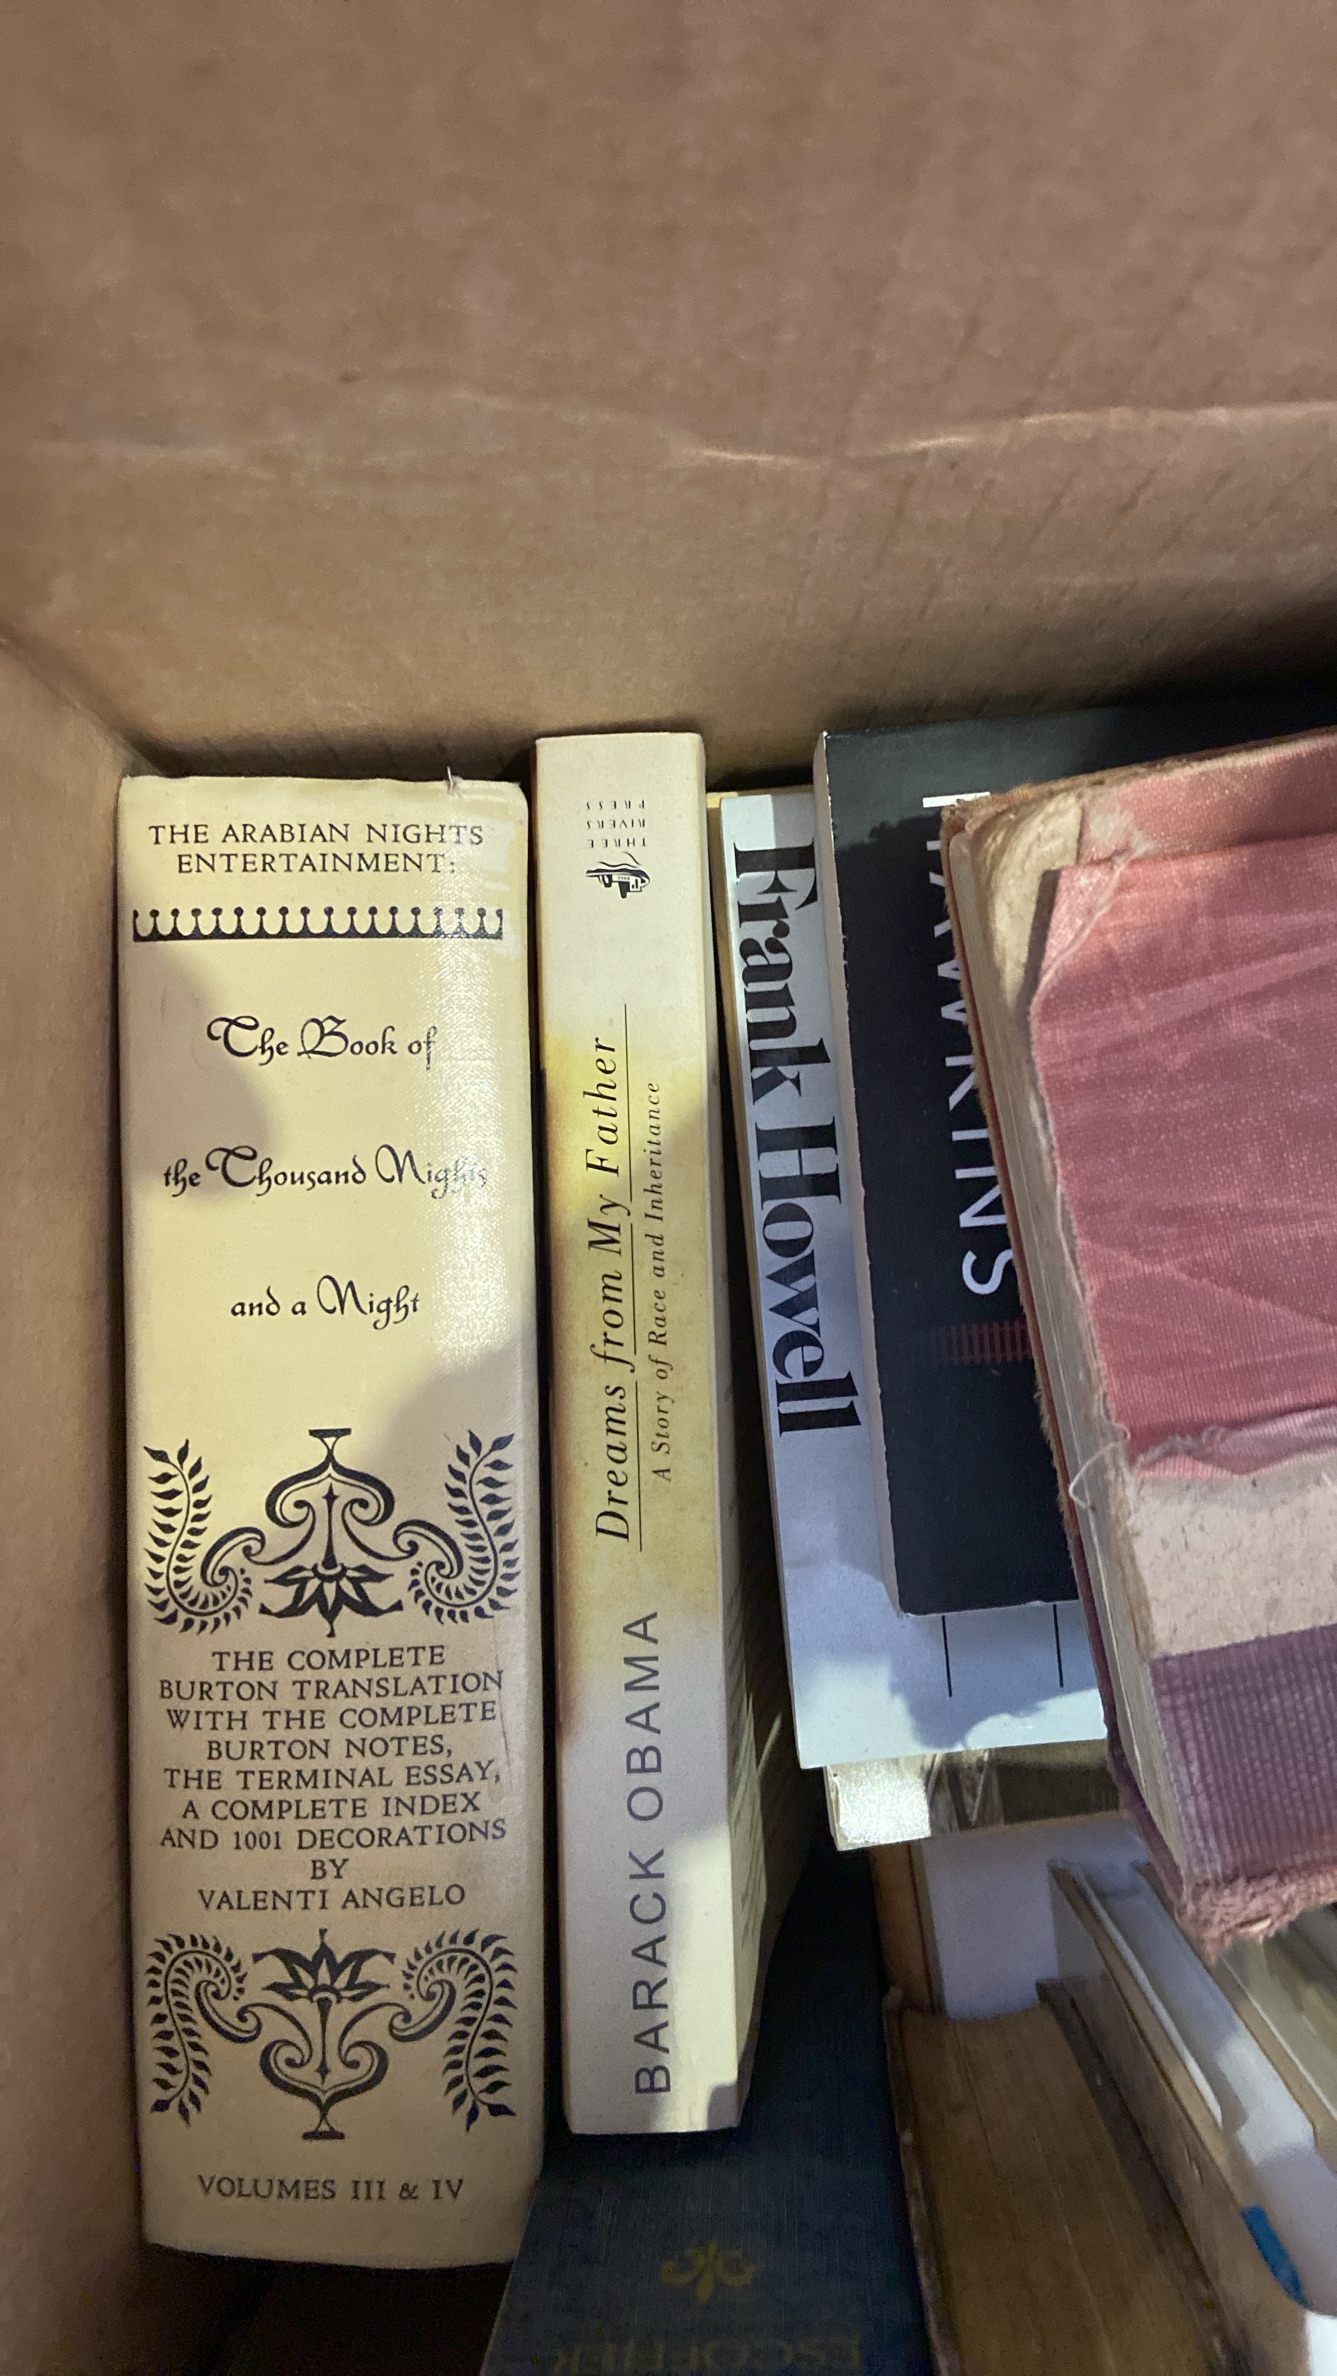 THE ARABIAN NIGHTS
ENTERTAINMENT:
The Book of
the Thousand Nights
and a Night
THE COMPLETE
BURTON TRANSLATION
WITH THE COMPLETE
BURTON NOTES,
THE TERMINAL ESSAY,
A COMPLETE INDEX
AND 1001 DECORATIONS
BY
VALENTI ANGELO
VOLUMES III & IV
BARACK OBAMA
Dreams from My Father
A Story of Race and Inheritance
THREE
RIVERS
PRESS
Frank Howell